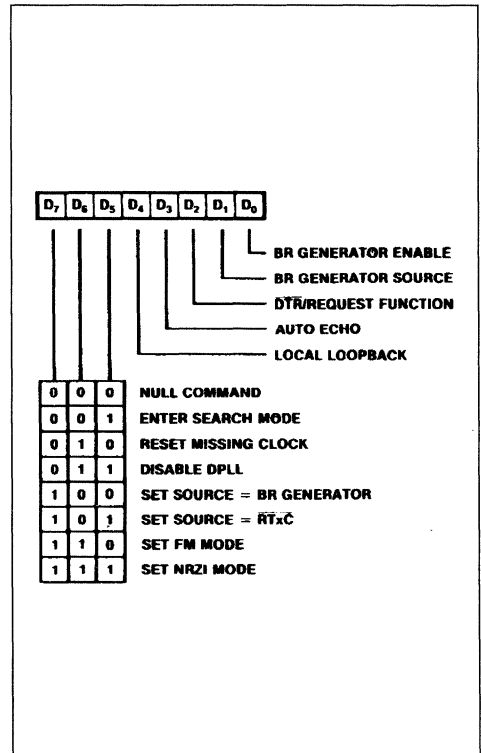 D7 D6 D5 D4 D3 D2 D1 D0
BR GENERATOR ENABLE
BR GENERATOR SOURCE
D̅T̅R̅/REQUEST FUNCTION
AUTO ECHO
LOCAL LOOPBACK
0 0 0 NULL COMMAND
0 0 1 ENTER SEARCH MODE
0 1 0 RESET MISSING CLOCK
0 1 1 DISABLE DPLL
1 0 0 SET SOURCE = BR GENERATOR
1 0 1 SET SOURCE = R̅T̅x̅C̅
1 1 0 SET FM MODE
1 1 1 SET NRZI MODE